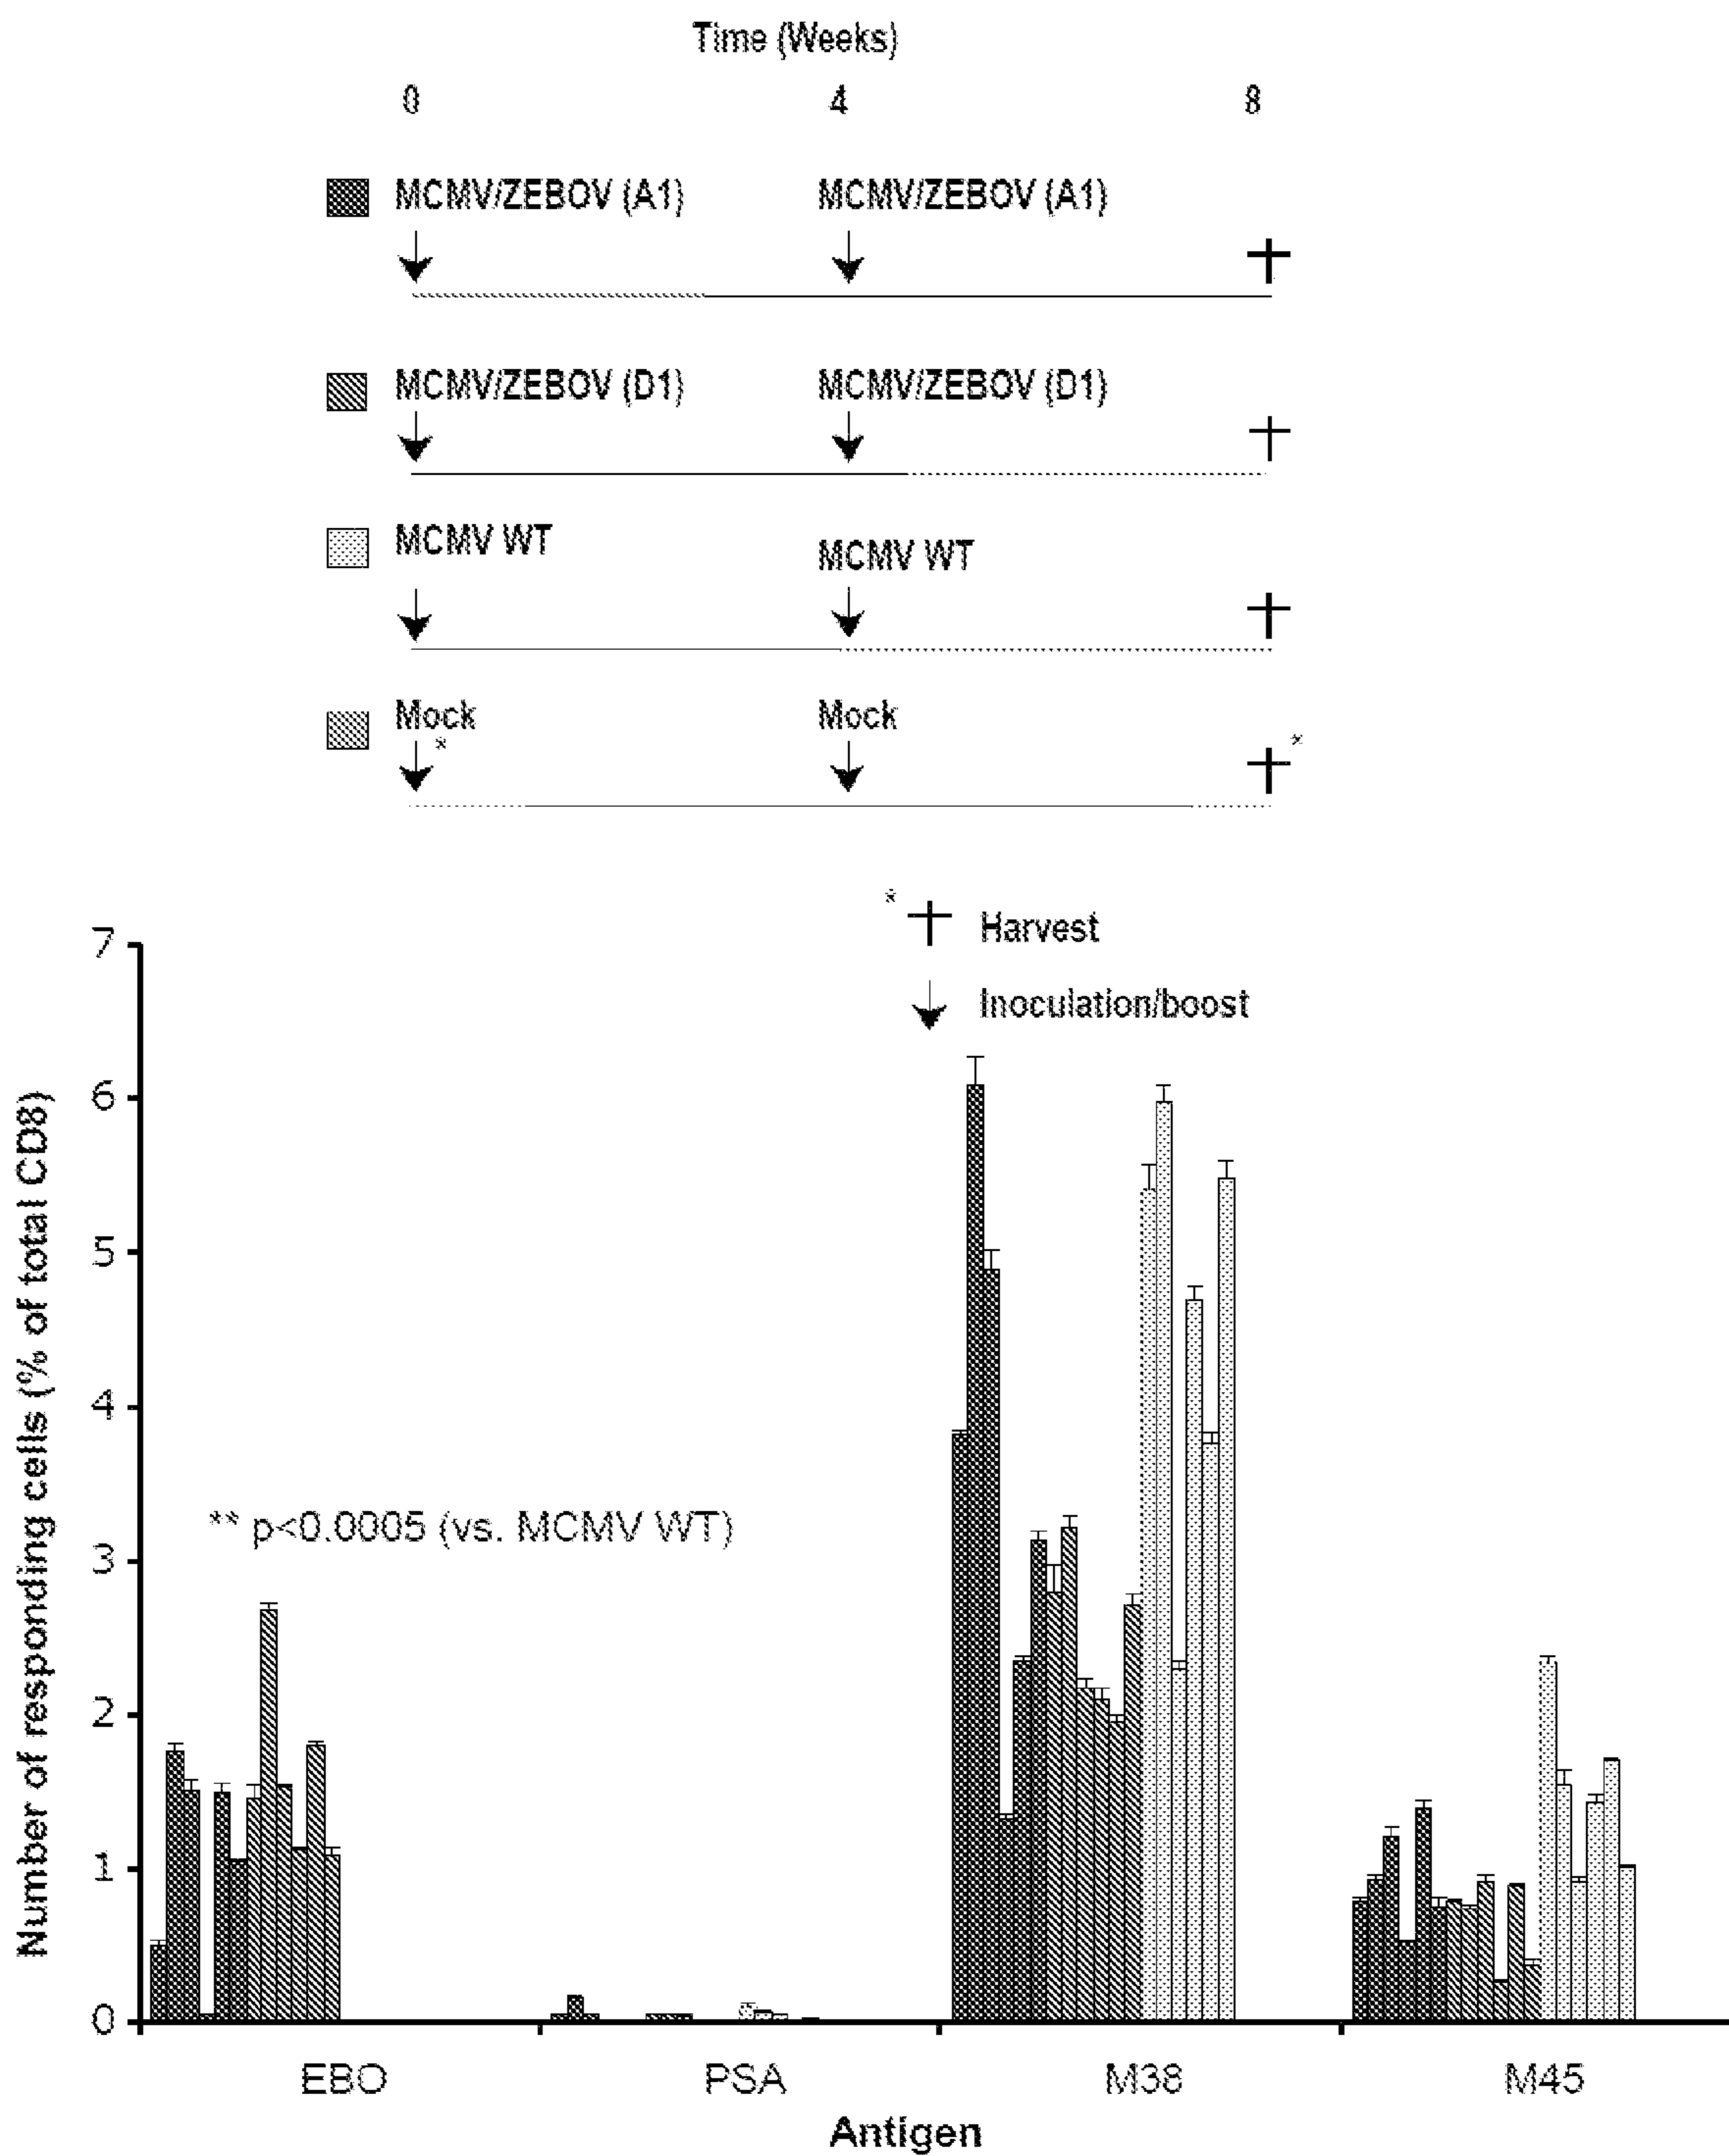 Time (Weeks)
0 4 8
MCMV/ZEBOV (A1) MCMV/ZEBOV (A1)
MCMV/ZEBOV (D1) MCMV/ZEBOV (D1)
MCMV WT MCMV WT
Mock Mock
* *
* Harvest
Inoculation/boost
7
6
5
4
3
2
1
0
Number of responding cells (% of total CD8)
** p<0.0005 (vs. MCMV WT)
EBO PSA M38 M45
Antigen